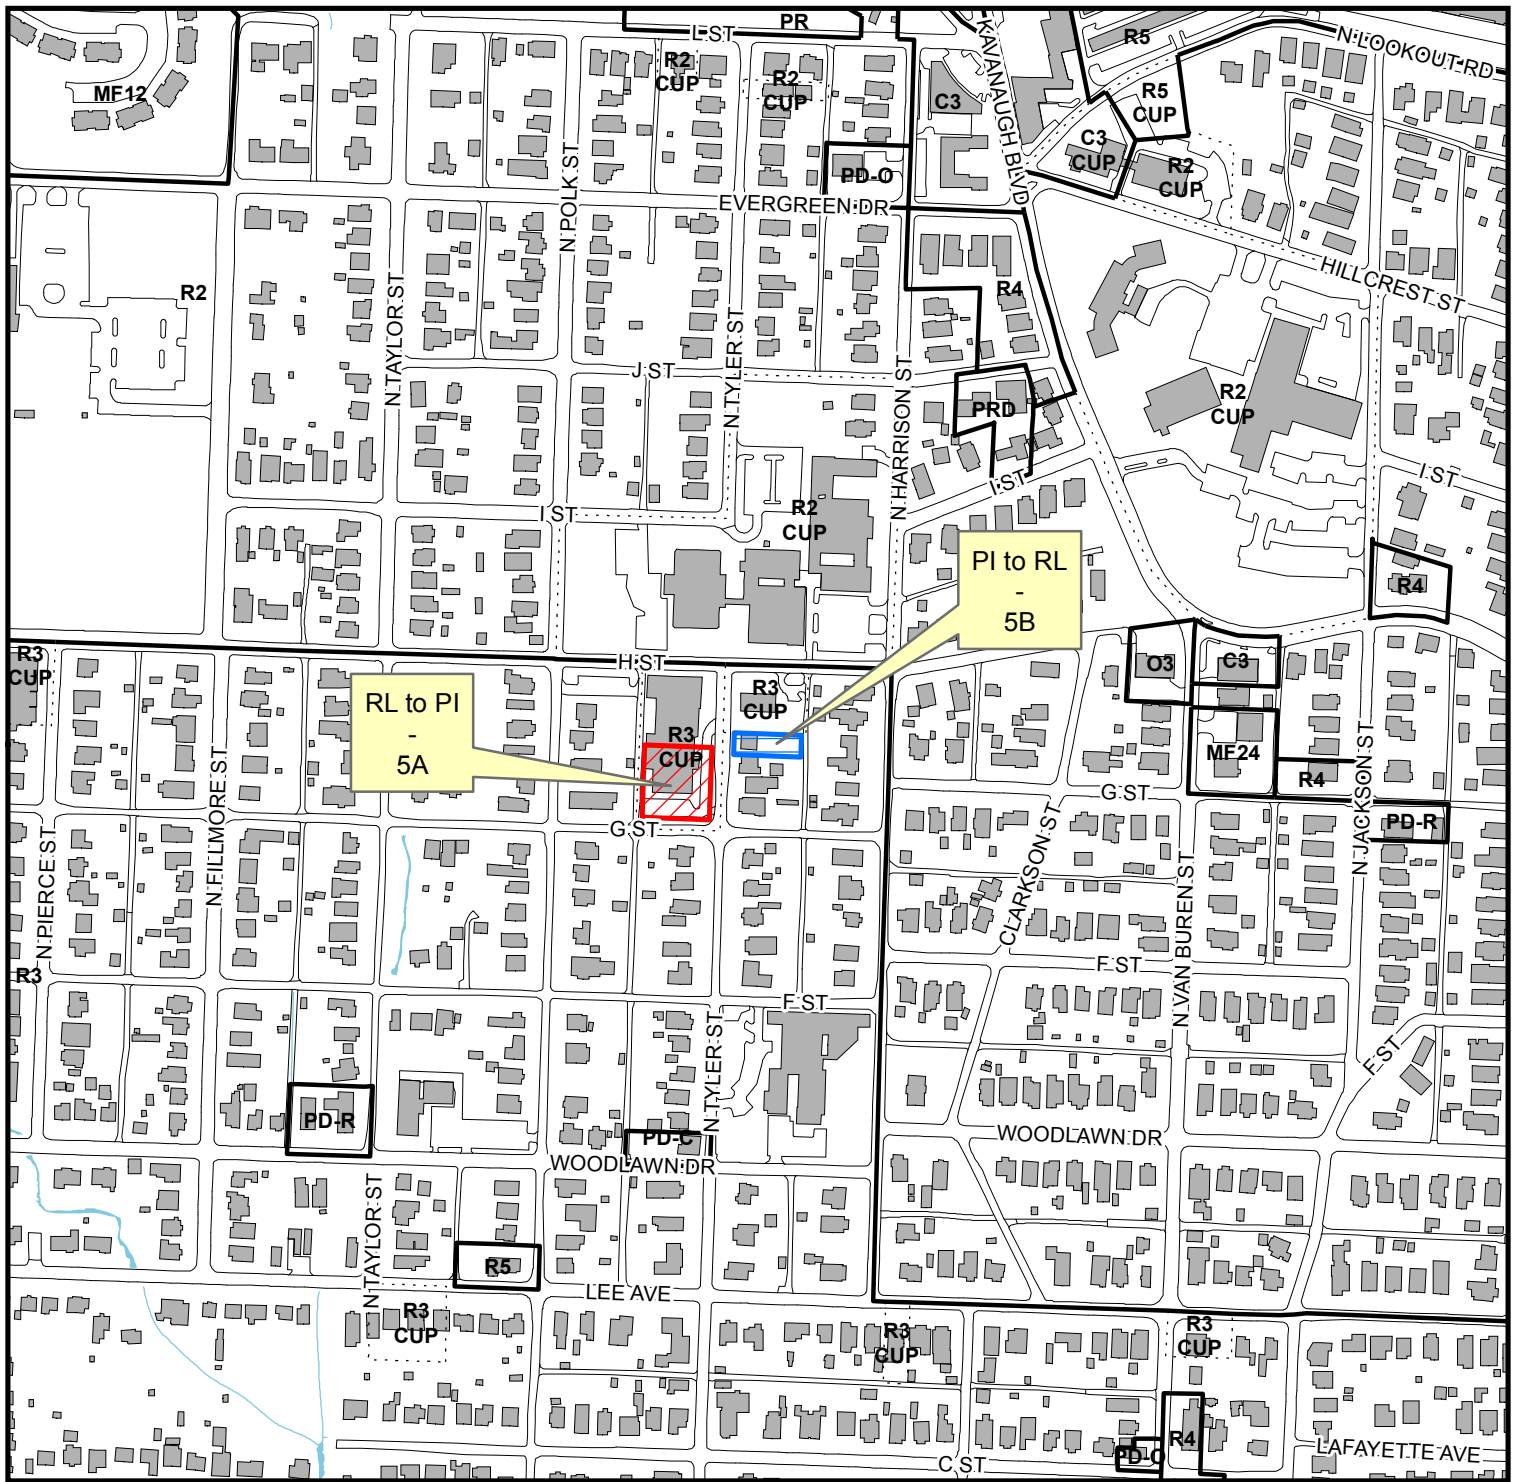 PR
L ST
R5
N LOOKOUT RD
KAVANAUGH BLVD
R2
CUP
R2
CUP
MF12
C3
R5
CUP
C3
CUP
R2
CUP
PD-O
EVERGREEN DR
N POLK ST
HILLCREST ST
R2
R4
N TAYLOR ST
N TYLER ST
J ST
N HARRISON ST
PRD
R2
CUP
I ST
I ST
I ST
R2
CUP
PI to RL
-
5B
R4
R3
CUP
H ST
O3
C3
RL to PI
-
5A
R3
CUP
R3
CUP
MF24
R4
G ST
G ST
PD-R
N FILLMORE ST
N JACKSON ST
N PIERCE ST
CLARKSON ST
N VAN BUREN ST
R3
F ST
F ST
F ST
N TYLER ST
PD-R
PD-C
WOODLAWN DR
WOODLAWN DR
N TAYLOR ST
R5
LEE AVE
R3
CUP
R3
CUP
R3
CUP
R4
PD-O
LAFAYETTE AVE
C ST